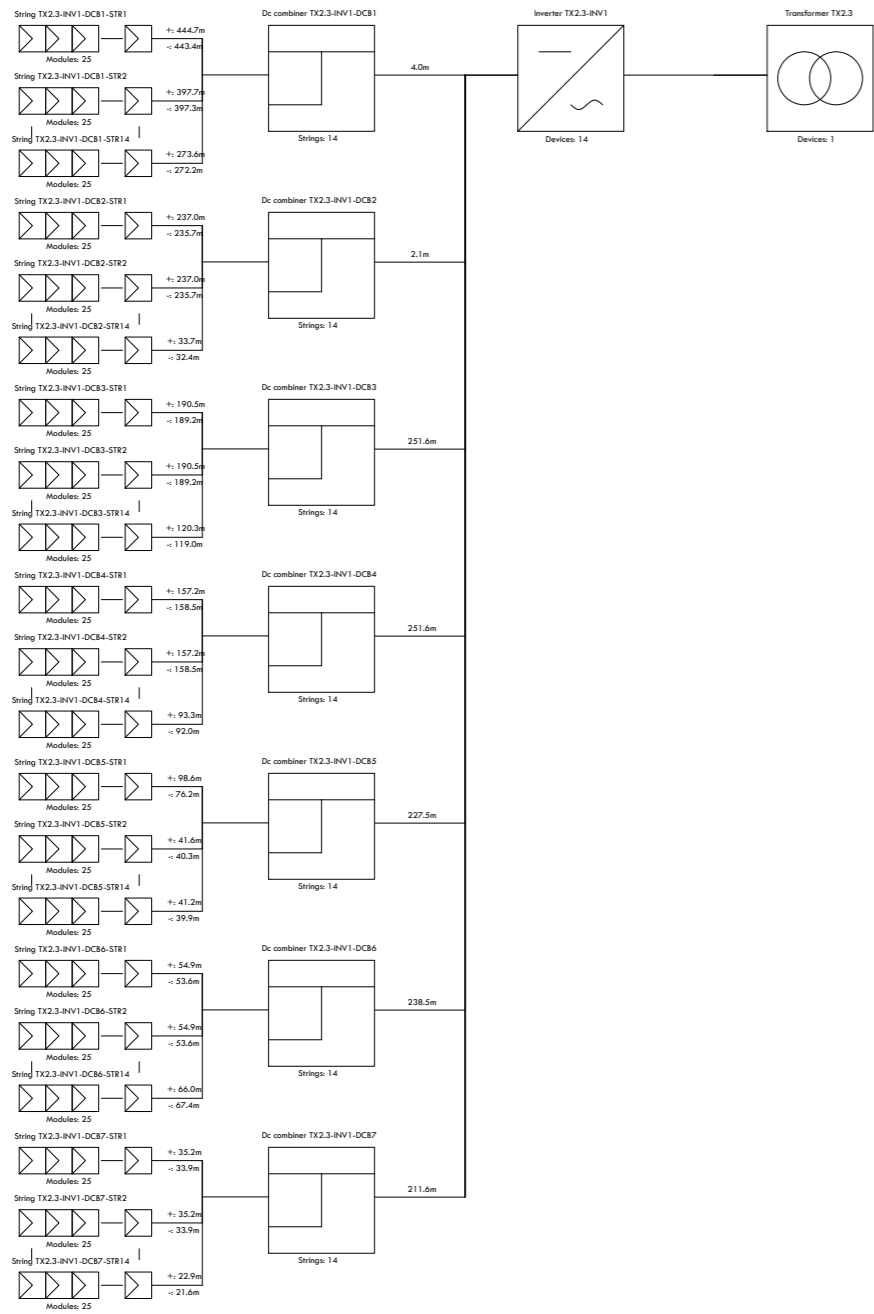 String TX2.3-INV1-DCB1-STR1
+: 444.7m
-: 443.4m
Modules: 25
String TX2.3-INV1-DCB1-STR2
+: 397.7m
-: 397.3m
Modules: 25
String TX2.3-INV1-DCB1-STR14
+: 273.6m
-: 272.2m
Modules: 25
Dc combiner TX2.3-INV1-DCB1
Strings: 14
4.0m
Inverter TX2.3-INV1
Devices: 14
Transformer TX2.3
Devices: 1
String TX2.3-INV1-DCB2-STR1
+: 237.0m
-: 235.7m
Modules: 25
String TX2.3-INV1-DCB2-STR2
+: 237.0m
-: 235.7m
Modules: 25
String TX2.3-INV1-DCB2-STR14
+: 33.7m
-: 32.4m
Modules: 25
Dc combiner TX2.3-INV1-DCB2
Strings: 14
2.1m
String TX2.3-INV1-DCB3-STR1
+: 190.5m
-: 189.2m
Modules: 25
String TX2.3-INV1-DCB3-STR2
+: 190.5m
-: 189.2m
Modules: 25
String TX2.3-INV1-DCB3-STR14
+: 120.3m
-: 119.0m
Modules: 25
Dc combiner TX2.3-INV1-DCB3
Strings: 14
251.6m
String TX2.3-INV1-DCB4-STR1
+: 157.2m
-: 158.5m
Modules: 25
String TX2.3-INV1-DCB4-STR2
+: 157.2m
-: 158.5m
Modules: 25
String TX2.3-INV1-DCB4-STR14
+: 93.3m
-: 92.0m
Modules: 25
Dc combiner TX2.3-INV1-DCB4
Strings: 14
251.6m
String TX2.3-INV1-DCB5-STR1
+: 98.6m
-: 76.2m
Modules: 25
String TX2.3-INV1-DCB5-STR2
+: 41.6m
-: 40.3m
Modules: 25
String TX2.3-INV1-DCB5-STR14
+: 41.2m
-: 39.9m
Modules: 25
Dc combiner TX2.3-INV1-DCB5
Strings: 14
227.5m
String TX2.3-INV1-DCB6-STR1
+: 54.9m
-: 53.6m
Modules: 25
String TX2.3-INV1-DCB6-STR2
+: 54.9m
-: 53.6m
Modules: 25
String TX2.3-INV1-DCB6-STR14
+: 66.0m
-: 67.4m
Modules: 25
Dc combiner TX2.3-INV1-DCB6
Strings: 14
238.5m
String TX2.3-INV1-DCB7-STR1
+: 35.2m
-: 33.9m
Modules: 25
String TX2.3-INV1-DCB7-STR2
+: 35.2m
-: 33.9m
Modules: 25
String TX2.3-INV1-DCB7-STR14
+: 22.9m
-: 21.6m
Modules: 25
Dc combiner TX2.3-INV1-DCB7
Strings: 14
211.6m